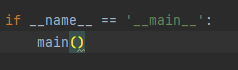 if __name__ == '__main__':
    main()